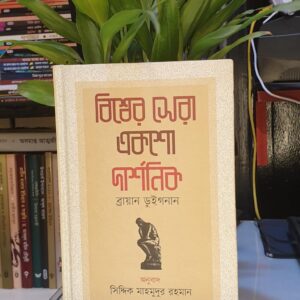 বিশ্বের সেরা
একশো
দার্শনিক
ব্রায়ান ডুইগনান
অনুবাদ
সিদ্দিক মাহমুদুর রহমান